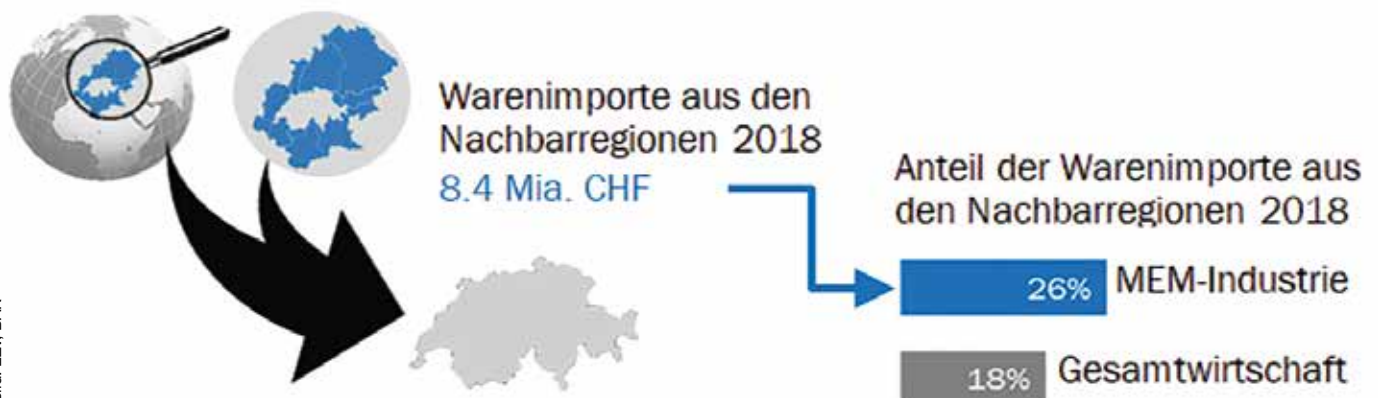 Warenimporte aus den
Nachbarregionen 2018
8.4 Mia. CHF
Anteil der Warenimporte aus
den Nachbarregionen 2018
26% MEM-Industrie
18% Gesamtwirtschaft